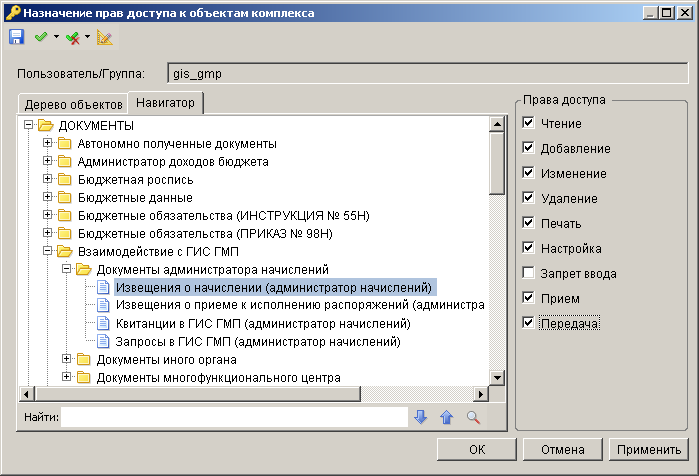 Назначение прав доступа к объектам комплекса
Пользователь/Группа: gis_gmp
Дерево объектов Навигатор
ДОКУМЕНТЫ
Автономно полученные документы
Администратор доходов бюджета
Бюджетная роспись
Бюджетные данные
Бюджетные обязательства (ИНСТРУКЦИЯ № 55Н)
Бюджетные обязательства (ПРИКАЗ № 98Н)
Взаимодействие с ГИС ГМП
Документы администратора начислений
Извещения о начислении (администратор начислений)
Извещения о приеме к исполнению распоряжений (администра
Квитанции в ГИС ГМП (администратор начислений)
Запросы в ГИС ГМП (администратор начислений)
Документы иного органа
Документы многофункционального центра
Найти:
Права доступа
Чтение
Добавление
Изменение
Удаление
Печать
Настройка
Запрет ввода
Прием
Передача
OK Отмена Применить